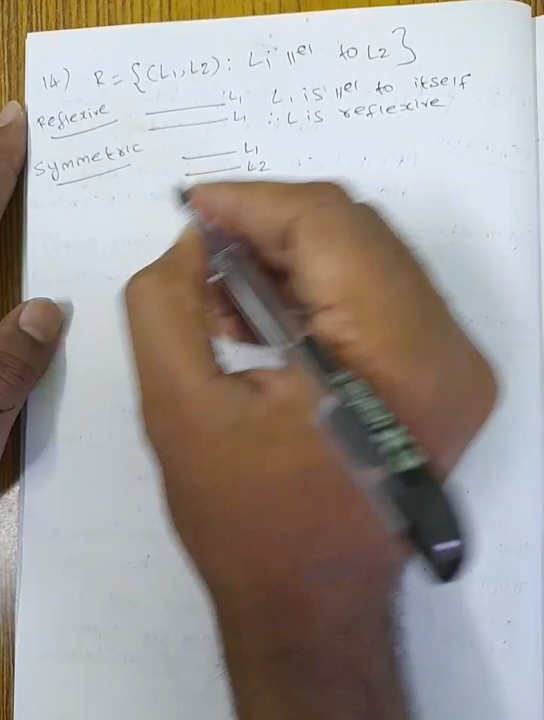 14) R = {(L1, L2) : L1 ||el to L2}
Reflexive L1 L1 is ||el to itself
L1 ∴ L is reflexive
Symmetric L1
L2